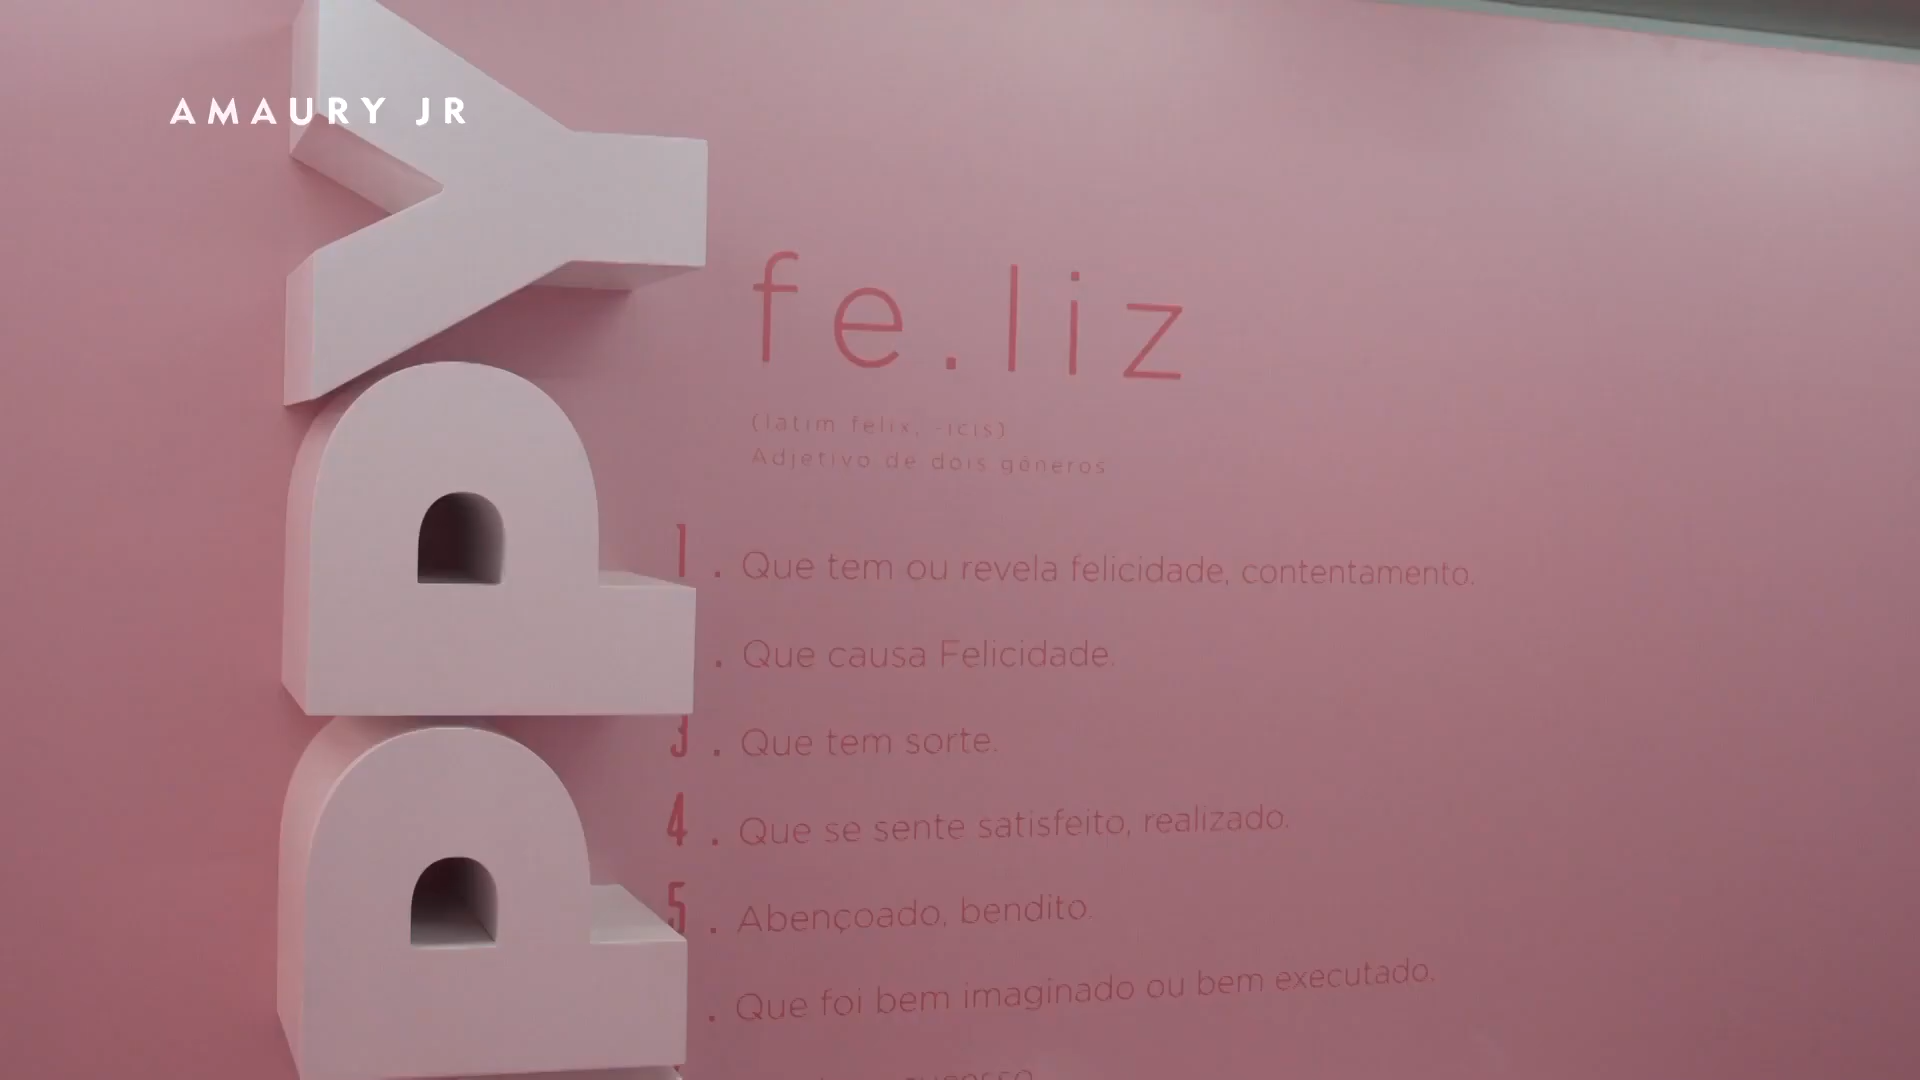 AMAURY JR
PPY
fe.liz
(latim felix, -icis)
Adjetivo de dois gêneros
1 . Que tem ou revela felicidade, contentamento.
. Que causa Felicidade.
3 . Que tem sorte.
4 . Que se sente satisfeito, realizado.
5 . Abençoado, bendito.
. Que foi bem imaginado ou bem executado.
sucesso